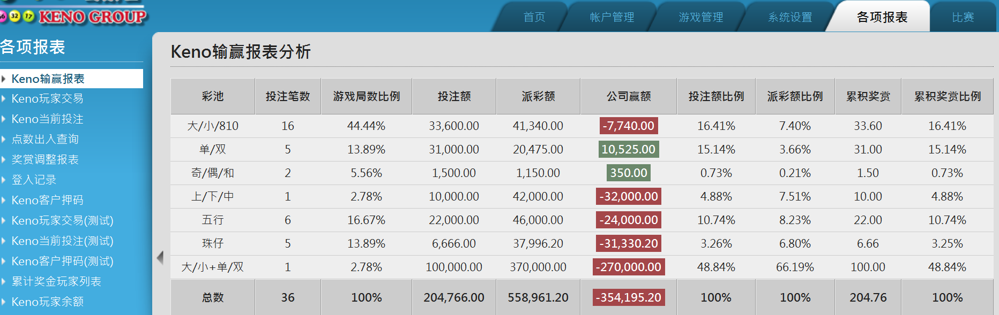 32 17 KENO GROUP
首页 帐户管理 游戏管理 系统设置 各项报表 比赛
各项报表
Keno输赢报表
Keno玩家交易
Keno当前投注
点数出入查询
奖赏调整报表
登入记录
Keno客户押码
Keno玩家交易(测试)
Keno当前投注(测试)
Keno客户押码(测试)
累计奖金玩家列表
Keno玩家余额
Keno输赢报表分析
彩池 投注笔数 游戏局数比例 投注额 派彩额 公司赢额 投注额比例 派彩额比例 累积奖赏 累积奖赏比例
大/小/810 16 44.44% 33,600.00 41,340.00 -7,740.00 16.41% 7.40% 33.60 16.41%
单/双 5 13.89% 31,000.00 20,475.00 10,525.00 15.14% 3.66% 31.00 15.14%
奇/偶/和 2 5.56% 1,500.00 1,150.00 350.00 0.73% 0.21% 1.50 0.73%
上/下/中 1 2.78% 10,000.00 42,000.00 -32,000.00 4.88% 7.51% 10.00 4.88%
五行 6 16.67% 22,000.00 46,000.00 -24,000.00 10.74% 8.23% 22.00 10.74%
珠仔 5 13.89% 6,666.00 37,996.20 -31,330.20 3.26% 6.80% 6.66 3.25%
大/小+单/双 1 2.78% 100,000.00 370,000.00 -270,000.00 48.84% 66.19% 100.00 48.84%
总数 36 100% 204,766.00 558,961.20 -354,195.20 100% 100% 204.76 100%